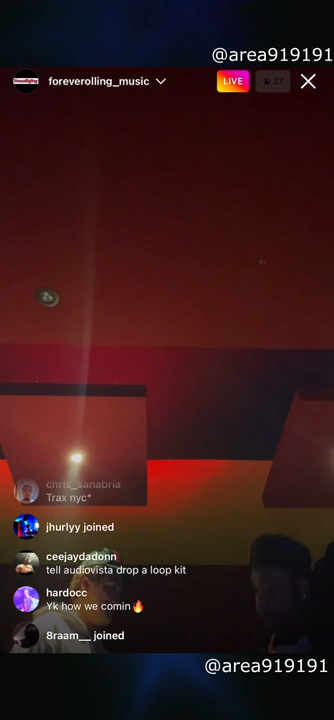 @area919191
foreverolling_music
LIVE
27
chris_sanabria
Trax nyc*
jhurlyy joined
ceejaydadonn
tell audiovista drop a loop kit
hardocc
Yk how we comin🔥
8raam__ joined
@area919191